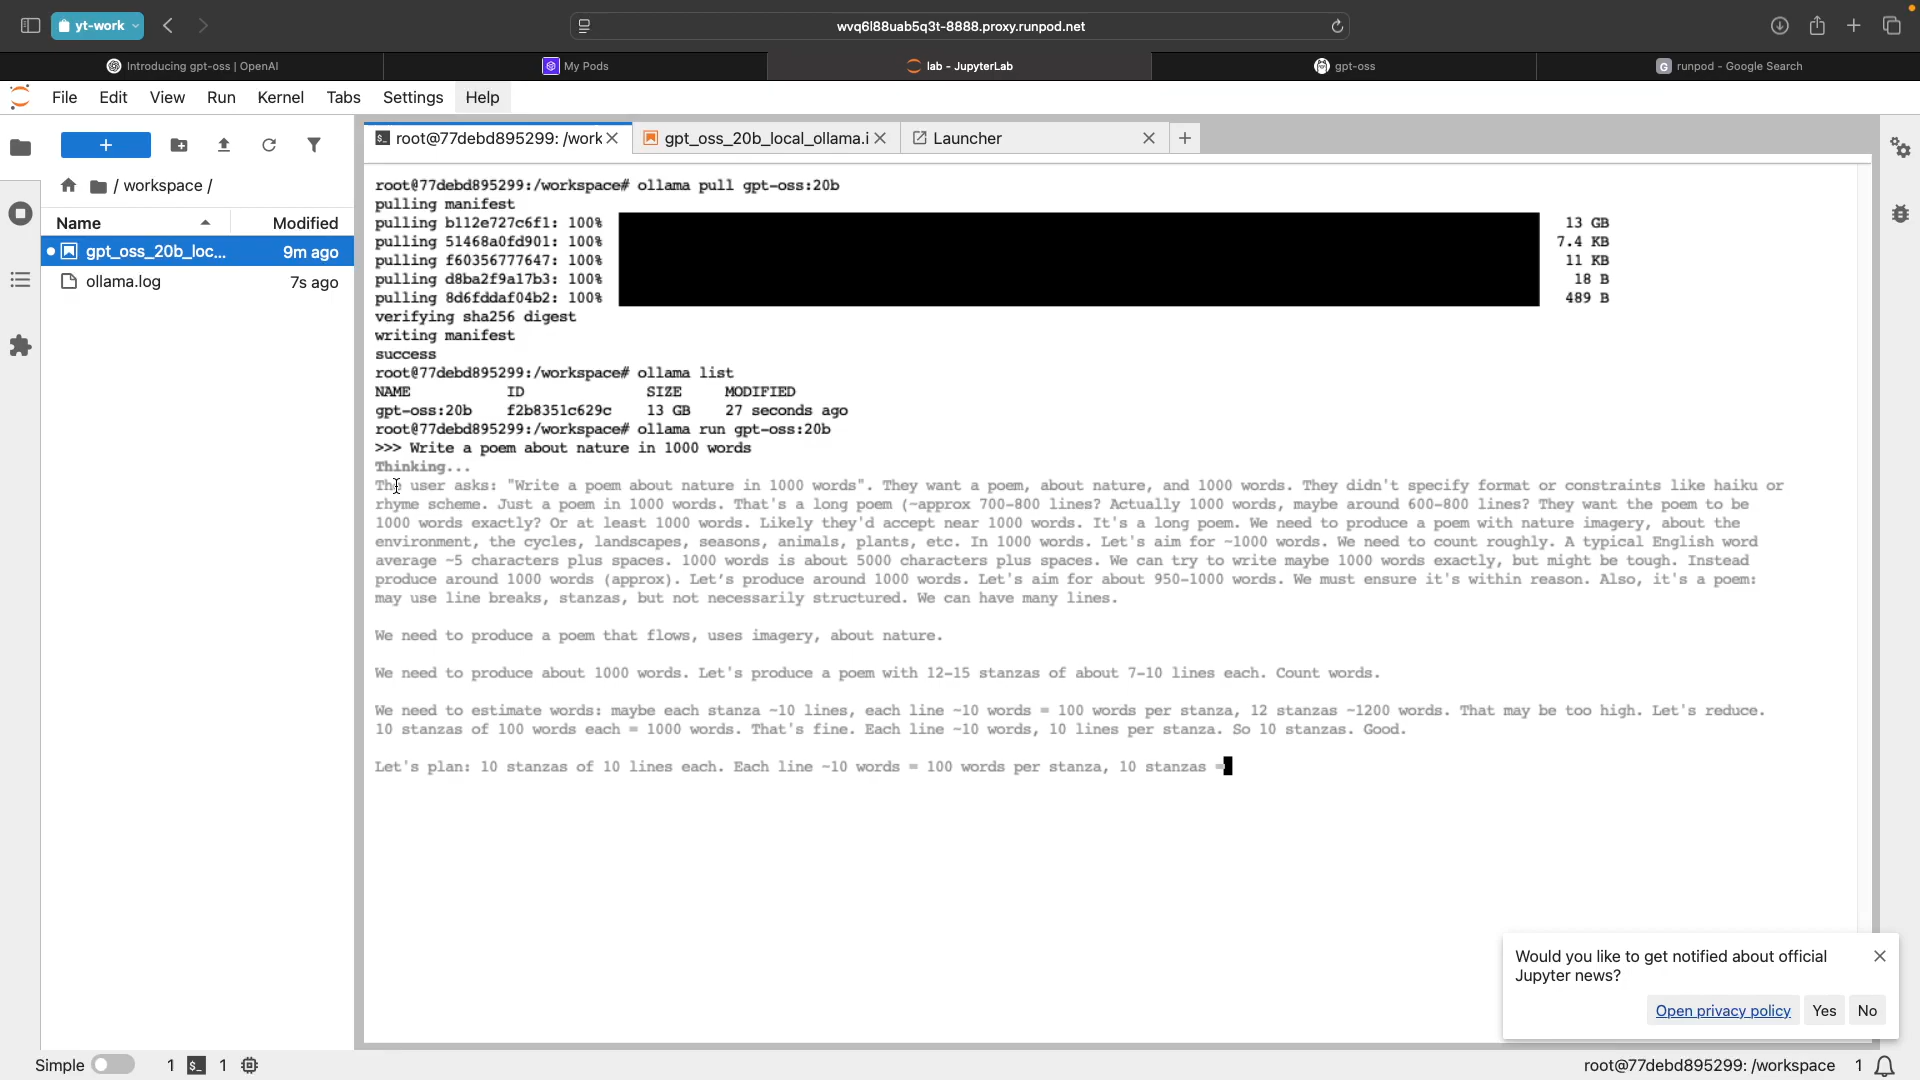 yt-work
wvq6l88uab5q3t-8888.proxy.runpod.net
Introducing gpt-oss | OpenAI
My Pods
lab - JupyterLab
gpt-oss
G runpod - Google Search
File Edit View Run Kernel Tabs Settings Help
root@77debd895299: /work
gpt_oss_20b_local_ollama.i
Launcher
/ workspace /
Name Modified
gpt_oss_20b_loc... 9m ago
ollama.log 7s ago
root@77debd895299:/workspace# ollama pull gpt-oss:20b
pulling manifest
pulling b112e727c6f1: 100% 13 GB
pulling 51468a0fd901: 100% 7.4 KB
pulling f60356777647: 100% 11 KB
pulling d8ba2f9a17b3: 100% 18 B
pulling 8d6fddaf04b2: 100% 489 B
verifying sha256 digest
writing manifest
success
root@77debd895299:/workspace# ollama list
NAME ID SIZE MODIFIED
gpt-oss:20b f2b8351c629c 13 GB 27 seconds ago
root@77debd895299:/workspace# ollama run gpt-oss:20b
>>> Write a poem about nature in 1000 words
Thinking...
The user asks: "Write a poem about nature in 1000 words". They want a poem, about nature, and 1000 words. They didn't specify format or constraints like haiku or
rhyme scheme. Just a poem in 1000 words. That's a long poem (~approx 700-800 lines? Actually 1000 words, maybe around 600-800 lines? They want the poem to be
1000 words exactly? Or at least 1000 words. Likely they'd accept near 1000 words. It's a long poem. We need to produce a poem with nature imagery, about the
environment, the cycles, landscapes, seasons, animals, plants, etc. In 1000 words. Let's aim for ~1000 words. We need to count roughly. A typical English word
average ~5 characters plus spaces. 1000 words is about 5000 characters plus spaces. We can try to write maybe 1000 words exactly, but might be tough. Instead
produce around 1000 words (approx). Let’s produce around 1000 words. Let's aim for about 950-1000 words. We must ensure it's within reason. Also, it's a poem:
may use line breaks, stanzas, but not necessarily structured. We can have many lines.
We need to produce a poem that flows, uses imagery, about nature.
We need to produce about 1000 words. Let's produce a poem with 12-15 stanzas of about 7-10 lines each. Count words.
We need to estimate words: maybe each stanza ~10 lines, each line ~10 words = 100 words per stanza, 12 stanzas ~1200 words. That may be too high. Let's reduce.
10 stanzas of 100 words each = 1000 words. That's fine. Each line ~10 words, 10 lines per stanza. So 10 stanzas. Good.
Let's plan: 10 stanzas of 10 lines each. Each line ~10 words = 100 words per stanza, 10 stanzas =
Would you like to get notified about official
Jupyter news?
Open privacy policy Yes No
Simple 1 $_ 1 root@77debd895299: /workspace 1